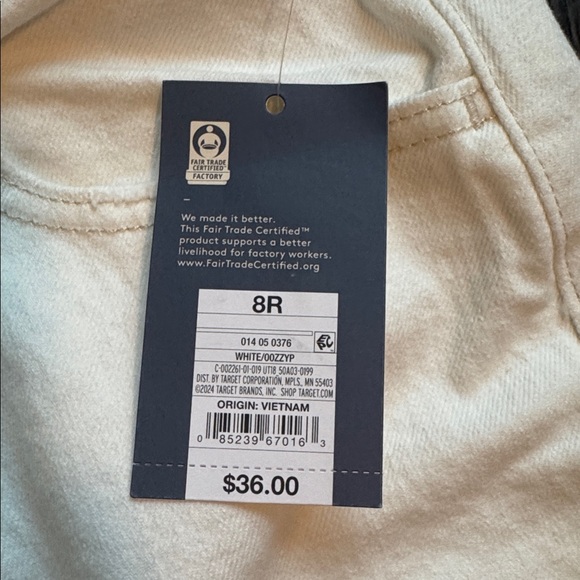 FAIR TRADE
CERTIFIED™
FACTORY
–
We made it better.
This Fair Trade Certified™
product supports a better
livelihood for factory workers.
www.FairTradeCertified.org
8R
014 05 0376
WHITE/00ZZYP
C-002261-01-019 UT18 50A03-0199
DIST. BY TARGET CORPORATION, MPLS., MN 55403
©2024 TARGET BRANDS, INC. SHOP TARGET.COM
ORIGIN: VIETNAM
0 85239 67016 3
$36.00